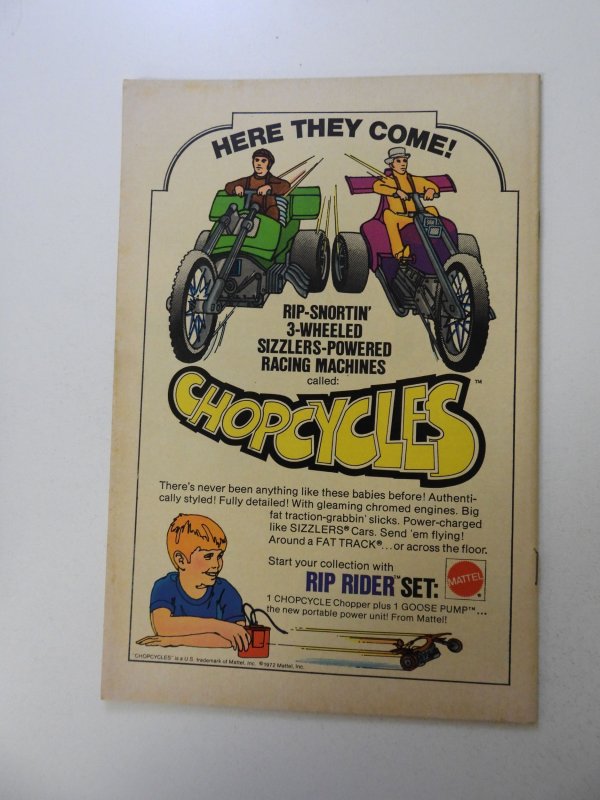 HERE THEY COME!
RIP-SNORTIN'
3-WHEELED
SIZZLERS-POWERED
RACING MACHINES
called:
CHOPCYCLES™
There's never been anything like these babies before! Authenti-
cally styled! Fully detailed! With gleaming chromed engines. Big
fat traction-grabbin' slicks. Power-charged
like SIZZLERS® Cars. Send 'em flying!
Around a FAT TRACK®...or across the floor.
Start your collection with
RIP RIDER™ SET:
MATTEL®
1 CHOPCYCLE Chopper plus 1 GOOSE PUMP™...
the new portable power unit! From Mattel!
"CHOPCYCLES" is a U.S. trademark of Mattel, Inc. ©1972 Mattel, Inc.